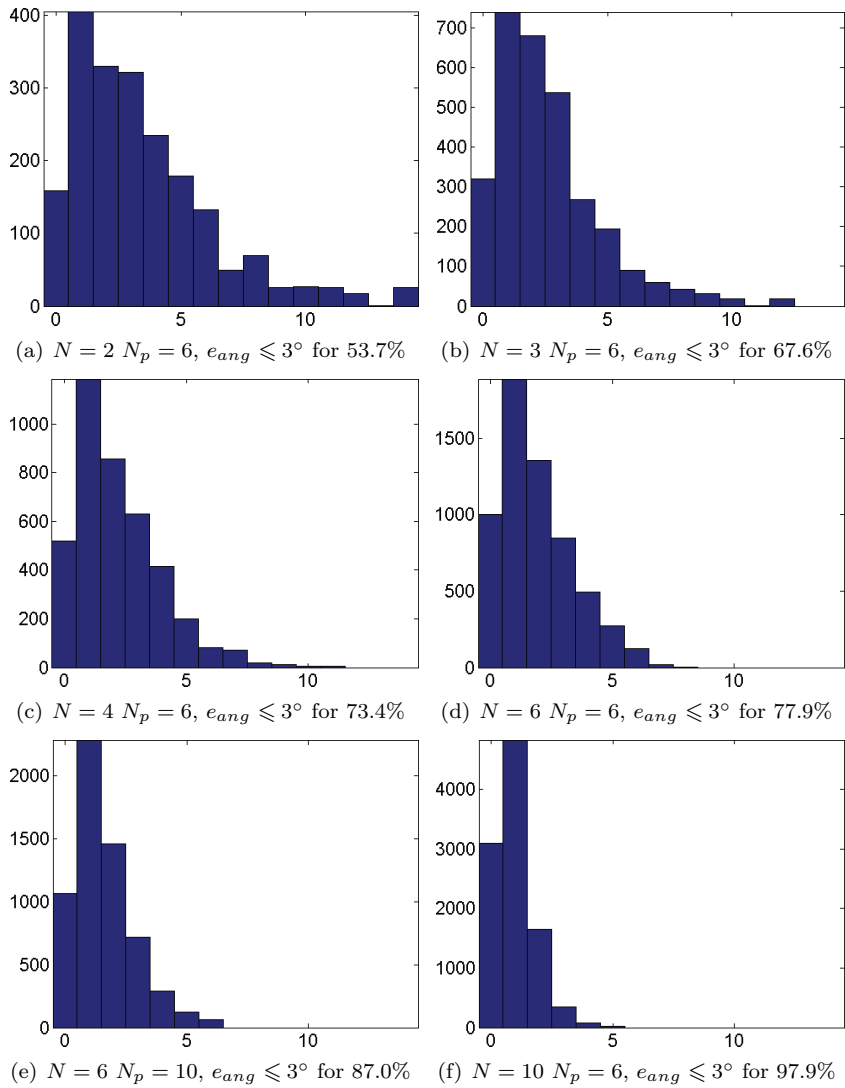 400
300
200
100
0
0 5 10
(a) N = 2 N_p = 6, e_ang ⩽ 3° for 53.7%
700
600
500
400
300
200
100
0
0 5 10
(b) N = 3 N_p = 6, e_ang ⩽ 3° for 67.6%
1000
800
600
400
200
0
0 5 10
(c) N = 4 N_p = 6, e_ang ⩽ 3° for 73.4%
1500
1000
500
0
0 5 10
(d) N = 6 N_p = 6, e_ang ⩽ 3° for 77.9%
2000
1500
1000
500
0
0 5 10
(e) N = 6 N_p = 10, e_ang ⩽ 3° for 87.0%
4000
3000
2000
1000
0
0 5 10
(f) N = 10 N_p = 6, e_ang ⩽ 3° for 97.9%